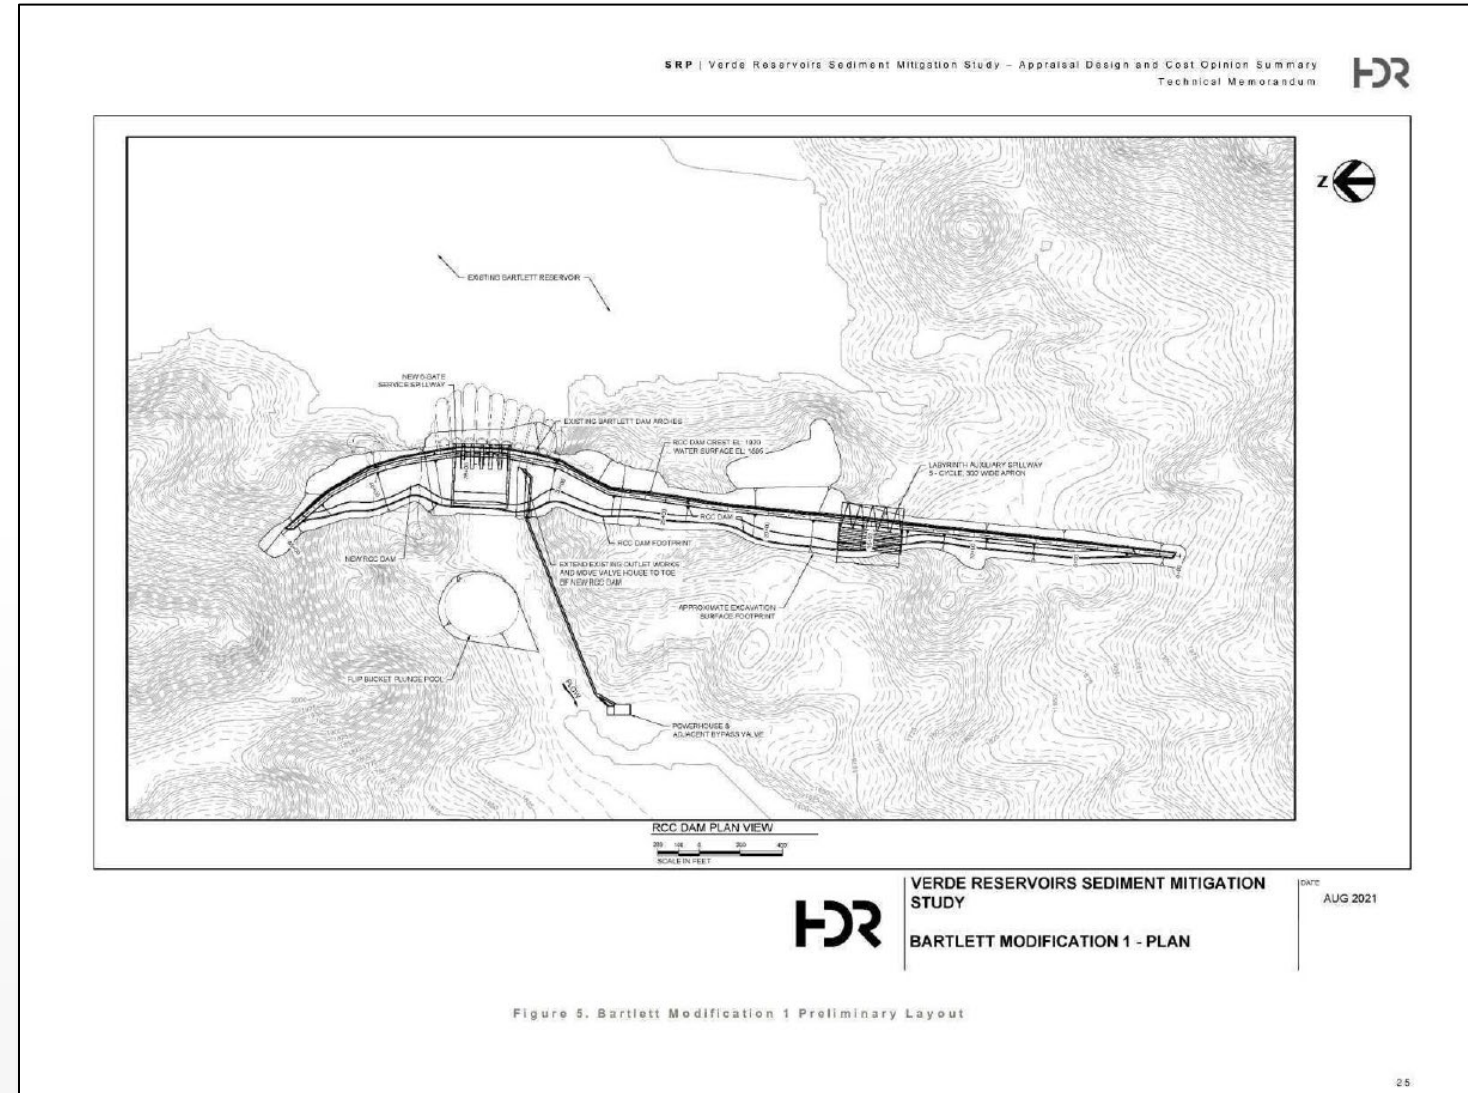 SRP | Verde Reservoirs Sediment Mitigation Study – Appraisal Design and Cost Opinion Summary
Technical Memorandum
HDR
Z
EXISTING BARTLETT RESERVOIR
NEW 6-GATE
SERVICE SPILLWAY
EXISTING BARTLETT DAM ARCHES
RCC DAM CREST EL:
WATER SURFACE EL:
LABYRINTH AUXILIARY SPILLWAY
5 - CYCLE, 300' WIDE APRON
RCC DAM
RCC DAM FOOTPRINT
NEW RCC DAM
EXTEND EXISTING OUTLET WORKS
AND MOVE VALVE HOUSE TO TOE
OF NEW RCC DAM
APPROXIMATE EXCAVATION
SURFACE FOOTPRINT
FLIP BUCKET PLUNGE POOL
FLOW
POWERHOUSE &
ADJACENT BYPASS VALVE
RCC DAM PLAN VIEW
SCALE IN FEET
HDR
VERDE RESERVOIRS SEDIMENT MITIGATION
STUDY
BARTLETT MODIFICATION 1 - PLAN
DATE
AUG 2021
Figure 5. Bartlett Modification 1 Preliminary Layout
25